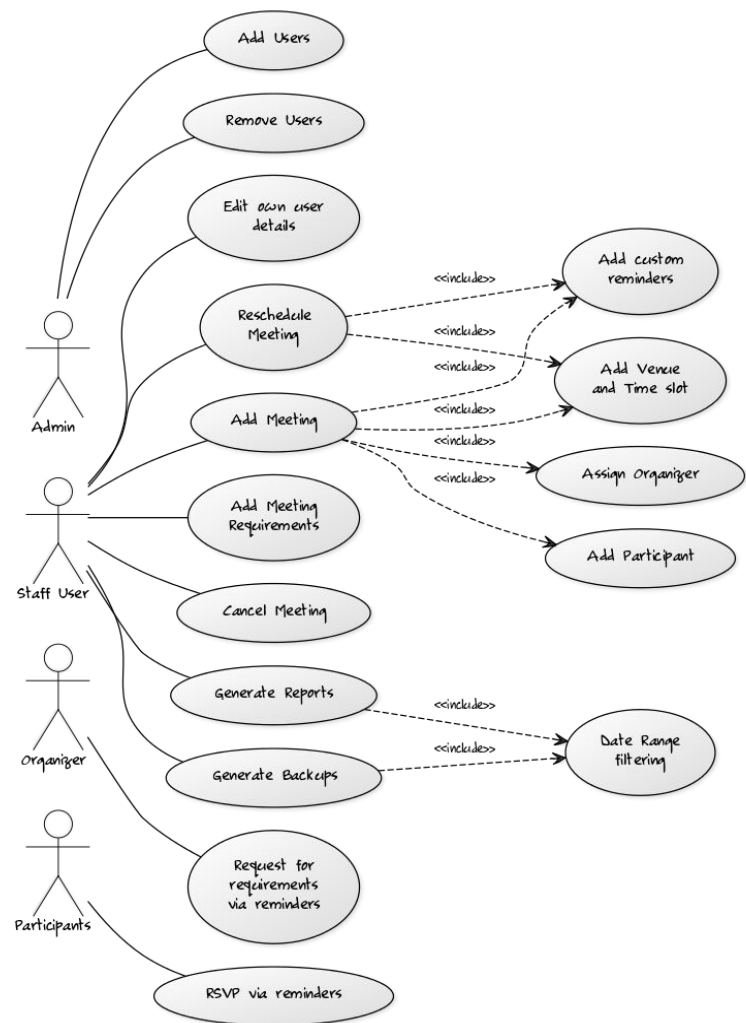 Add Users
Remove Users
Edit own user
details
Reschedule
Meeting
<<include>>
Add custom
reminders
<<include>>
<<include>>
Add Venue
and Time slot
Admin
Add Meeting
<<include>>
<<include>>
<<include>>
Assign Organizer
Add Meeting
Requirements
Add Participant
Staff User
Cancel Meeting
Generate Reports
<<include>>
Date Range
filtering
<<include>>
Organizer
Generate Backups
Request for
requirements
via reminders
Participants
RSVP via reminders